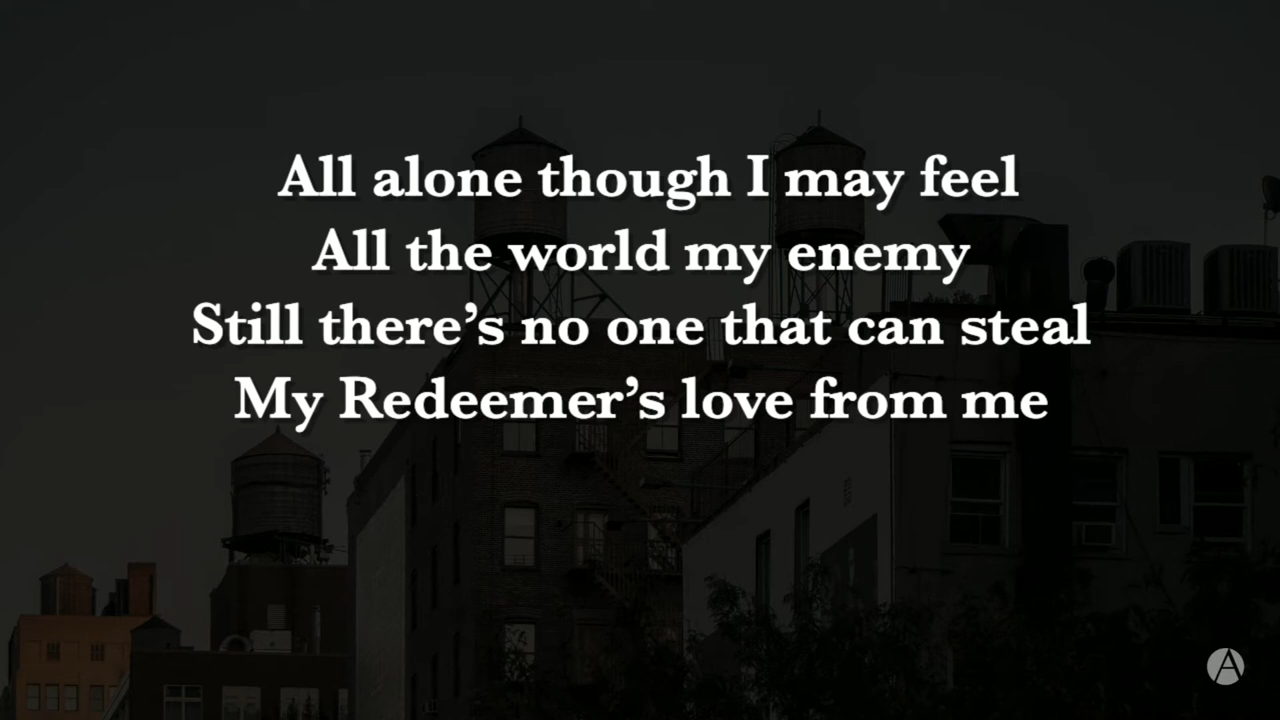 All alone though I may feel
All the world my enemy
Still there’s no one that can steal
My Redeemer’s love from me
A